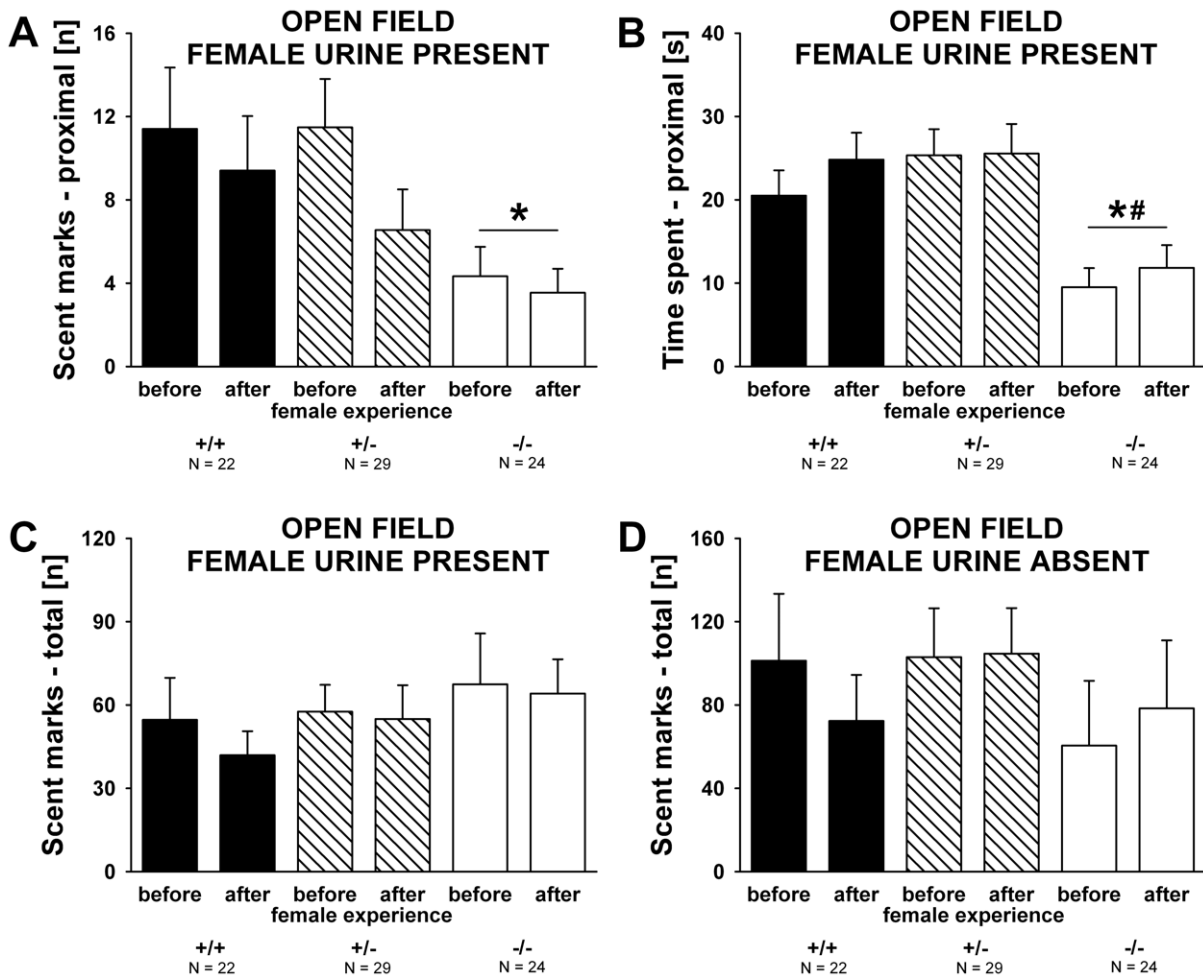 A
OPEN FIELD
FEMALE URINE PRESENT
Scent marks - proximal [n]
16
12
8
4
0
*
before after before after before after
female experience
+/+ +/- -/-
N = 22 N = 29 N = 24
B
OPEN FIELD
FEMALE URINE PRESENT
Time spent - proximal [s]
40
30
20
10
0
*#
before after before after before after
female experience
+/+ +/- -/-
N = 22 N = 29 N = 24
C
OPEN FIELD
FEMALE URINE PRESENT
Scent marks - total [n]
120
90
60
30
0
before after before after before after
female experience
+/+ +/- -/-
N = 22 N = 29 N = 24
D
OPEN FIELD
FEMALE URINE ABSENT
Scent marks - total [n]
160
120
80
40
0
before after before after before after
female experience
+/+ +/- -/-
N = 22 N = 29 N = 24